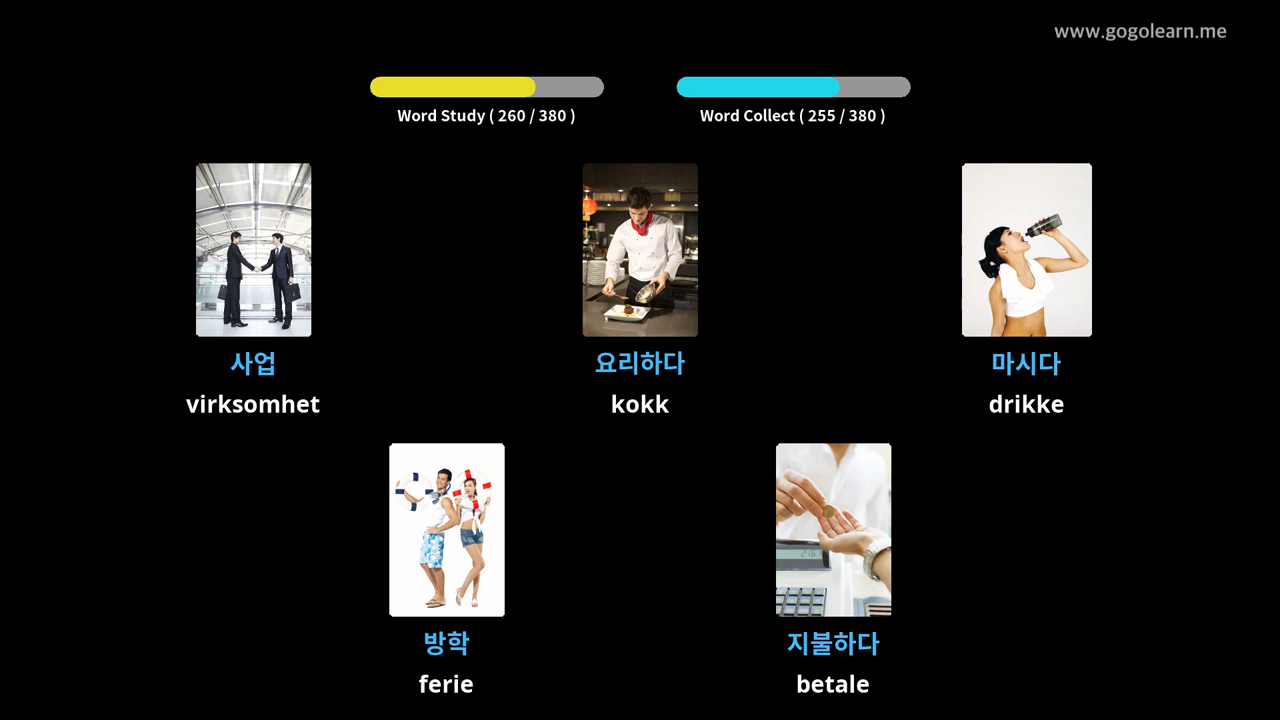 www.gogolearn.me
Word Study ( 260 / 380 )
Word Collect ( 255 / 380 )
사업
virksomhet
요리하다
kokk
마시다
drikke
방학
ferie
지불하다
betale